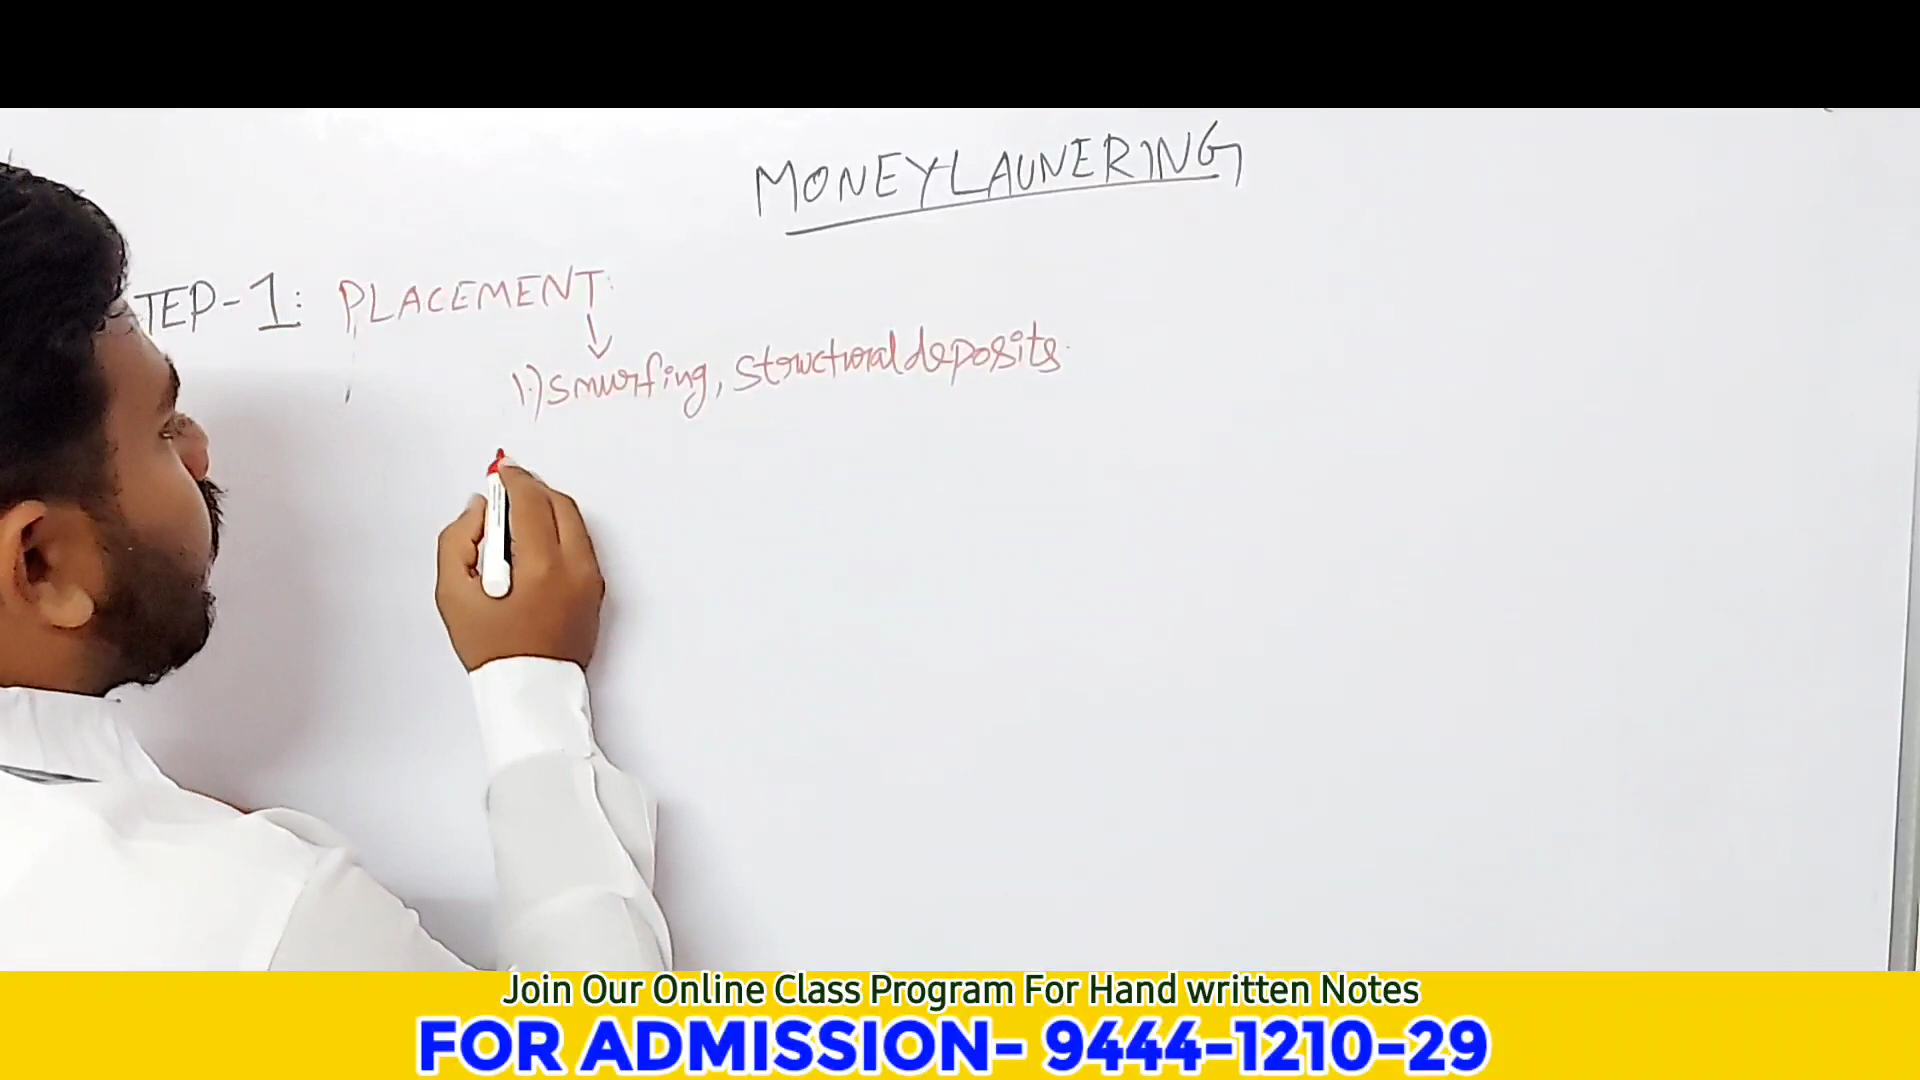 MONEYLAUNERING
TEP-1: PLACEMENT:
1.) smurfing, structural deposits.
Join Our Online Class Program For Hand written Notes
FOR ADMISSION- 9444-1210-29